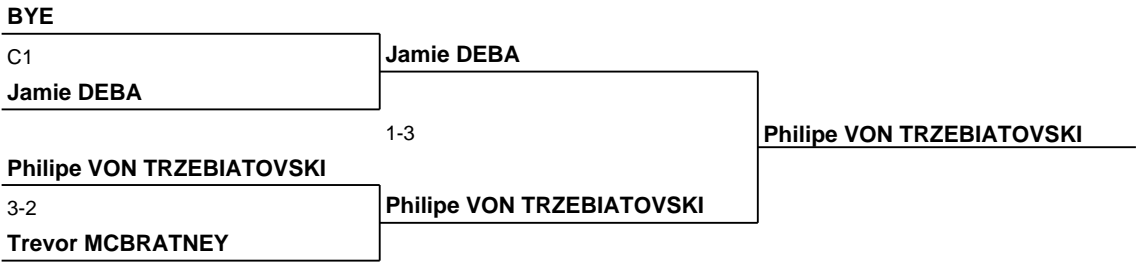 BYE
C1
Jamie DEBA
Jamie DEBA
1-3
Philipe VON TRZEBIATOVSKI
Philipe VON TRZEBIATOVSKI
3-2
Philipe VON TRZEBIATOVSKI
Trevor MCBRATNEY